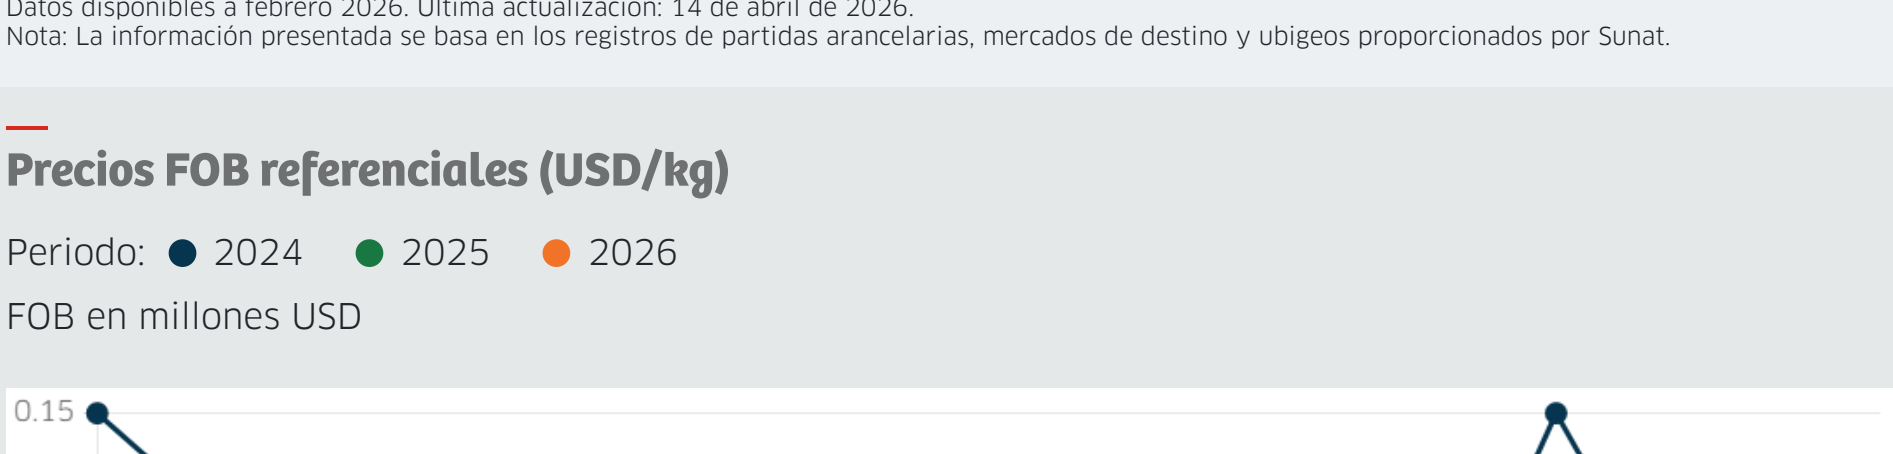 Datos disponibles a febrero 2026. Última actualización: 14 de abril de 2026.
Nota: La información presentada se basa en los registros de partidas arancelarias, mercados de destino y ubigeos proporcionados por Sunat.
Precios FOB referenciales (USD/kg)
Periodo: 2024 2025 2026
FOB en millones USD
0.15